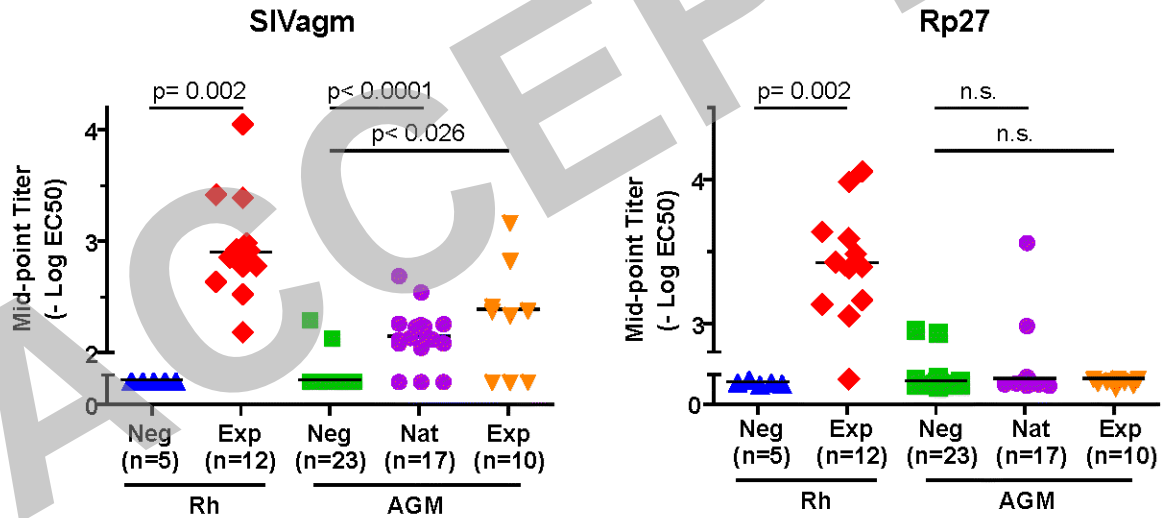 SIVagm
p= 0.002
p< 0.0001
p< 0.026
Mid-point Titer
(- Log EC50)
4
3
2
2
0
Neg
(n=5)
Exp
(n=12)
Neg
(n=23)
Nat
(n=17)
Exp
(n=10)
Rh
AGM
Rp27
p= 0.002
n.s.
n.s.
Mid-point Titer
(- Log EC50)
4
3
0
Neg
(n=5)
Exp
(n=12)
Neg
(n=23)
Nat
(n=17)
Exp
(n=10)
Rh
AGM
ACCEP